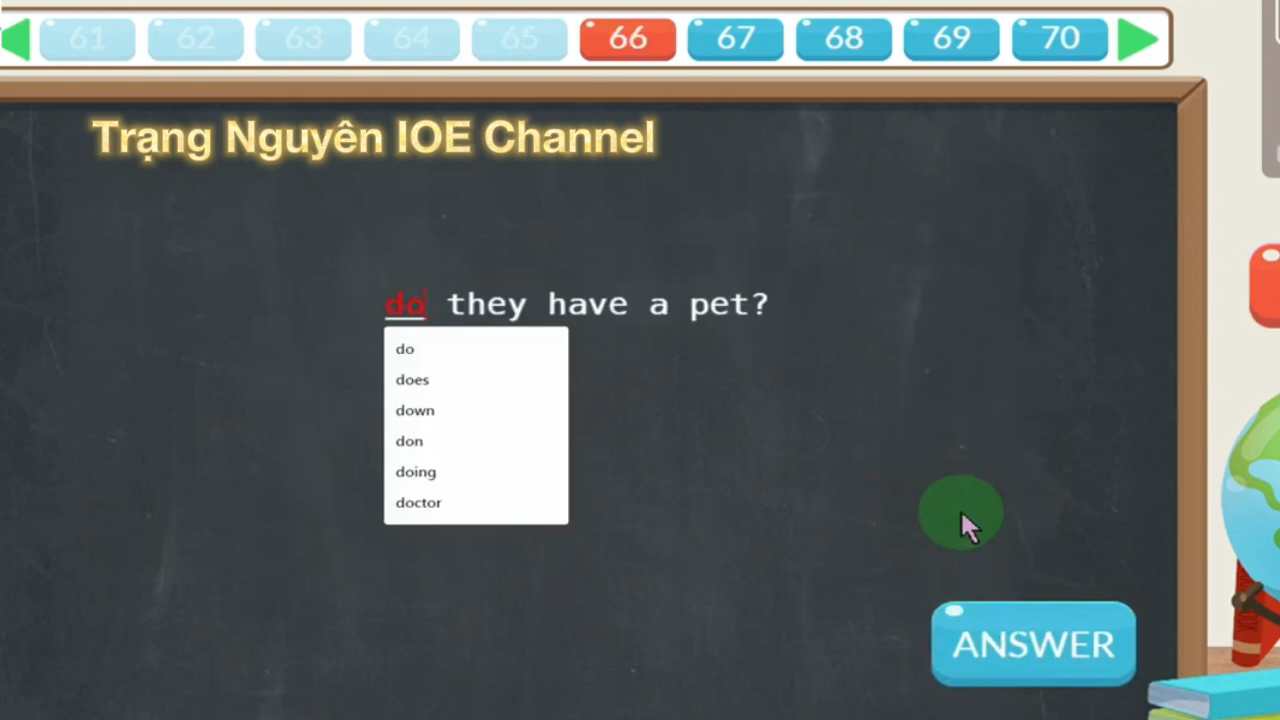 61 62 63 64 65 66 67 68 69 70
Trạng Nguyên IOE Channel
do they have a pet?
do
does
down
don
doing
doctor
ANSWER